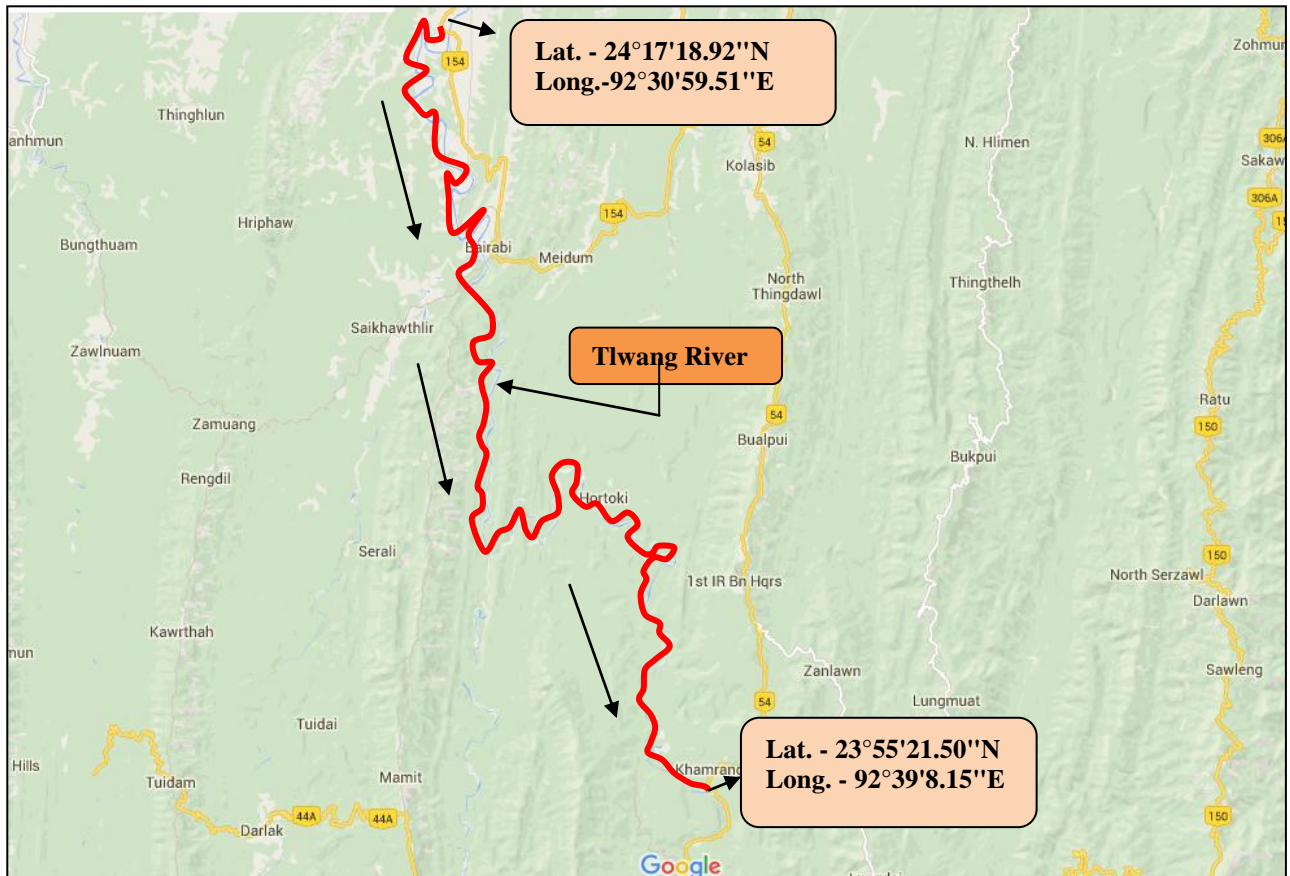 Lat. - 24°17'18.92"N
Long.-92°30'59.51"E
Zohmun
154
Thinghlun
anhmun
54
Kolasib
N. Hlimen
306A
Sakaw
306A
Hriphaw
154
Bungthuam
Bairabi
Meidum
North
Thingdawl
Thingthelh
Saikhawthlir
Zawlnuam
Tlwang River
Ratu
150
Zamuang
54
Bualpui
Bukpui
Rengdil
Hortoki
Serali
1st IR Bn Hqrs
150
North Serzawl
Darlawn
Kawrthah
mun
Zanlawn
Sawleng
54
Lungmuat
Tuidai
Lat. - 23°55'21.50"N
Long. - 92°39'8.15"E
Hills
Tuidam
Mamit
Khamrang
44A
44A
Darlak
150
Google